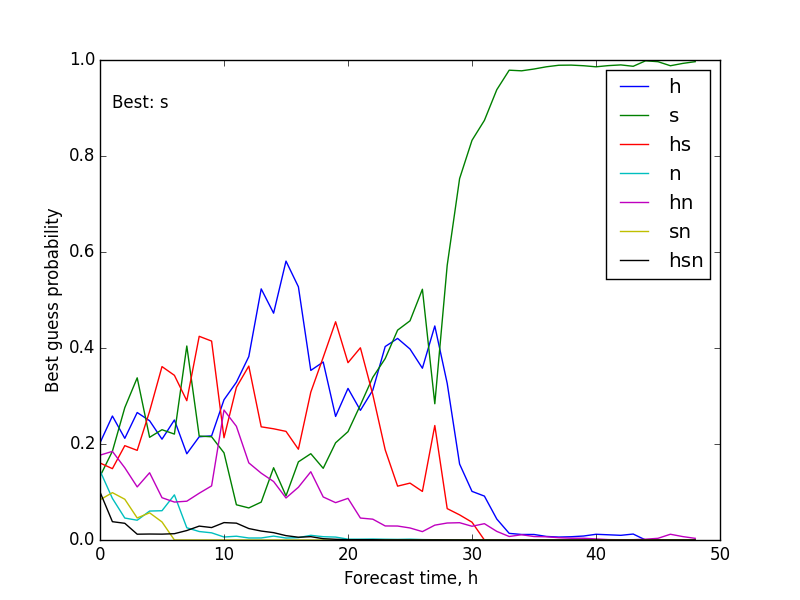 1.0
Best: s
h
s
hs
n
hn
sn
hsn
0.8
0.6
0.4
0.2
0.0
Best guess probability
0 10 20 30 40 50
Forecast time, h